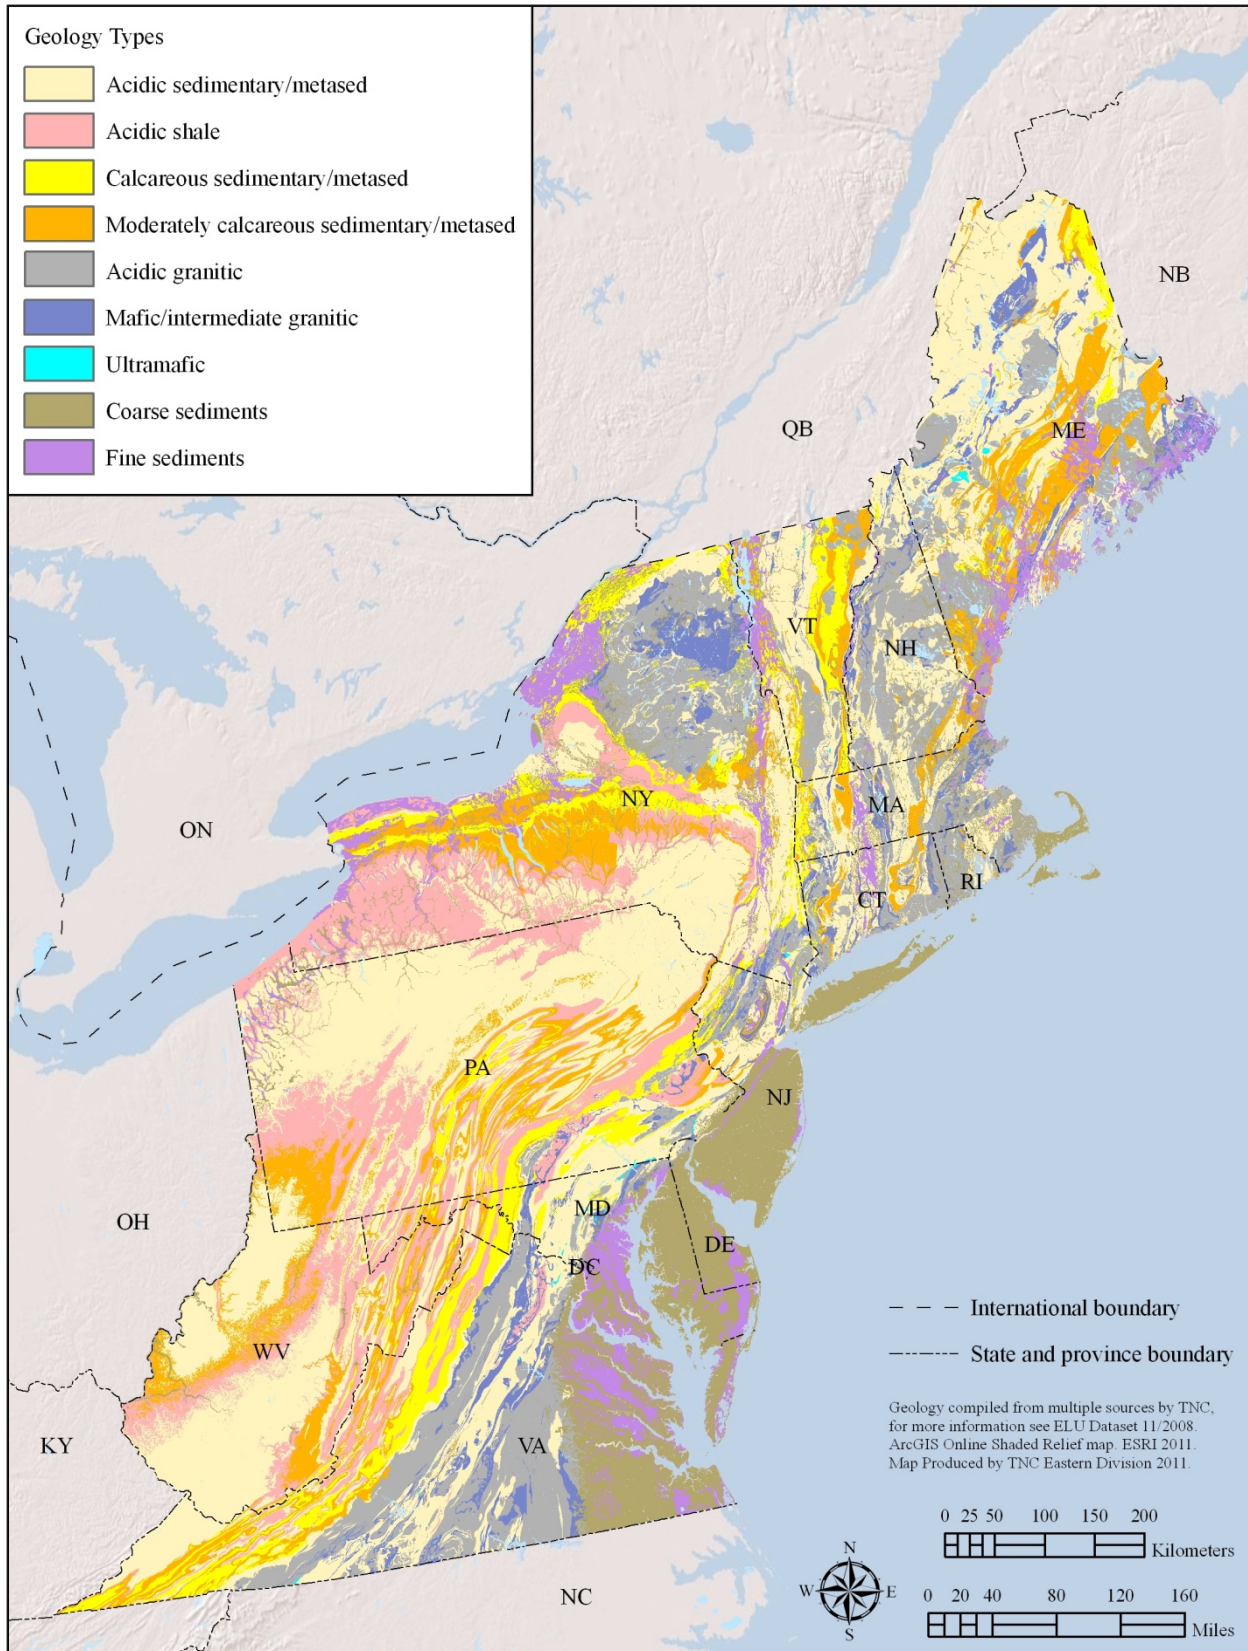 Geology Types
Acidic sedimentary/metased
Acidic shale
Calcareous sedimentary/metased
Moderately calcareous sedimentary/metased
Acidic granitic
Mafic/intermediate granitic
Ultramafic
Coarse sediments
Fine sediments
NB
QB
ME
VT
NH
ON
NY
MA
CT
RI
PA
NJ
OH
MD
DE
DC
WV
KY
VA
NC
International boundary
State and province boundary
Geology compiled from multiple sources by TNC,
for more information see ELU Dataset 11/2008.
ArcGIS Online Shaded Relief map. ESRI 2011.
Map Produced by TNC Eastern Division 2011.
0 25 50 100 150 200
Kilometers
N
W E
S
0 20 40 80 120 160
Miles